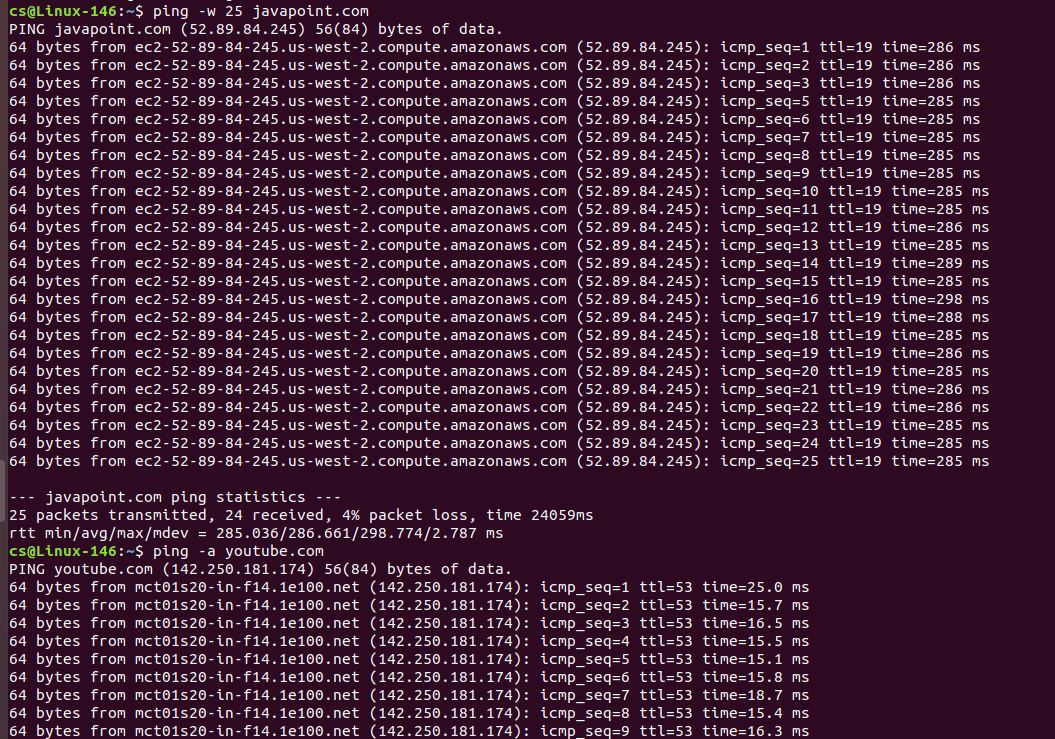 cs@Linux-146:~$ ping -w 25 javapoint.com
PING javapoint.com (52.89.84.245) 56(84) bytes of data.
64 bytes from ec2-52-89-84-245.us-west-2.compute.amazonaws.com (52.89.84.245): icmp_seq=1 ttl=19 time=286 ms
64 bytes from ec2-52-89-84-245.us-west-2.compute.amazonaws.com (52.89.84.245): icmp_seq=2 ttl=19 time=286 ms
64 bytes from ec2-52-89-84-245.us-west-2.compute.amazonaws.com (52.89.84.245): icmp_seq=3 ttl=19 time=286 ms
64 bytes from ec2-52-89-84-245.us-west-2.compute.amazonaws.com (52.89.84.245): icmp_seq=5 ttl=19 time=285 ms
64 bytes from ec2-52-89-84-245.us-west-2.compute.amazonaws.com (52.89.84.245): icmp_seq=6 ttl=19 time=285 ms
64 bytes from ec2-52-89-84-245.us-west-2.compute.amazonaws.com (52.89.84.245): icmp_seq=7 ttl=19 time=285 ms
64 bytes from ec2-52-89-84-245.us-west-2.compute.amazonaws.com (52.89.84.245): icmp_seq=8 ttl=19 time=285 ms
64 bytes from ec2-52-89-84-245.us-west-2.compute.amazonaws.com (52.89.84.245): icmp_seq=9 ttl=19 time=285 ms
64 bytes from ec2-52-89-84-245.us-west-2.compute.amazonaws.com (52.89.84.245): icmp_seq=10 ttl=19 time=285 ms
64 bytes from ec2-52-89-84-245.us-west-2.compute.amazonaws.com (52.89.84.245): icmp_seq=11 ttl=19 time=285 ms
64 bytes from ec2-52-89-84-245.us-west-2.compute.amazonaws.com (52.89.84.245): icmp_seq=12 ttl=19 time=286 ms
64 bytes from ec2-52-89-84-245.us-west-2.compute.amazonaws.com (52.89.84.245): icmp_seq=13 ttl=19 time=285 ms
64 bytes from ec2-52-89-84-245.us-west-2.compute.amazonaws.com (52.89.84.245): icmp_seq=14 ttl=19 time=289 ms
64 bytes from ec2-52-89-84-245.us-west-2.compute.amazonaws.com (52.89.84.245): icmp_seq=15 ttl=19 time=285 ms
64 bytes from ec2-52-89-84-245.us-west-2.compute.amazonaws.com (52.89.84.245): icmp_seq=16 ttl=19 time=298 ms
64 bytes from ec2-52-89-84-245.us-west-2.compute.amazonaws.com (52.89.84.245): icmp_seq=17 ttl=19 time=288 ms
64 bytes from ec2-52-89-84-245.us-west-2.compute.amazonaws.com (52.89.84.245): icmp_seq=18 ttl=19 time=285 ms
64 bytes from ec2-52-89-84-245.us-west-2.compute.amazonaws.com (52.89.84.245): icmp_seq=19 ttl=19 time=286 ms
64 bytes from ec2-52-89-84-245.us-west-2.compute.amazonaws.com (52.89.84.245): icmp_seq=20 ttl=19 time=285 ms
64 bytes from ec2-52-89-84-245.us-west-2.compute.amazonaws.com (52.89.84.245): icmp_seq=21 ttl=19 time=286 ms
64 bytes from ec2-52-89-84-245.us-west-2.compute.amazonaws.com (52.89.84.245): icmp_seq=22 ttl=19 time=286 ms
64 bytes from ec2-52-89-84-245.us-west-2.compute.amazonaws.com (52.89.84.245): icmp_seq=23 ttl=19 time=285 ms
64 bytes from ec2-52-89-84-245.us-west-2.compute.amazonaws.com (52.89.84.245): icmp_seq=24 ttl=19 time=285 ms
64 bytes from ec2-52-89-84-245.us-west-2.compute.amazonaws.com (52.89.84.245): icmp_seq=25 ttl=19 time=285 ms
--- javapoint.com ping statistics ---
25 packets transmitted, 24 received, 4% packet loss, time 24059ms
rtt min/avg/max/mdev = 285.036/286.661/298.774/2.787 ms
cs@Linux-146:~$ ping -a youtube.com
PING youtube.com (142.250.181.174) 56(84) bytes of data.
64 bytes from mct01s20-in-f14.1e100.net (142.250.181.174): icmp_seq=1 ttl=53 time=25.0 ms
64 bytes from mct01s20-in-f14.1e100.net (142.250.181.174): icmp_seq=2 ttl=53 time=15.7 ms
64 bytes from mct01s20-in-f14.1e100.net (142.250.181.174): icmp_seq=3 ttl=53 time=16.5 ms
64 bytes from mct01s20-in-f14.1e100.net (142.250.181.174): icmp_seq=4 ttl=53 time=15.5 ms
64 bytes from mct01s20-in-f14.1e100.net (142.250.181.174): icmp_seq=5 ttl=53 time=15.1 ms
64 bytes from mct01s20-in-f14.1e100.net (142.250.181.174): icmp_seq=6 ttl=53 time=15.8 ms
64 bytes from mct01s20-in-f14.1e100.net (142.250.181.174): icmp_seq=7 ttl=53 time=18.7 ms
64 bytes from mct01s20-in-f14.1e100.net (142.250.181.174): icmp_seq=8 ttl=53 time=15.4 ms
64 bytes from mct01s20-in-f14.1e100.net (142.250.181.174): icmp_seq=9 ttl=53 time=16.3 ms